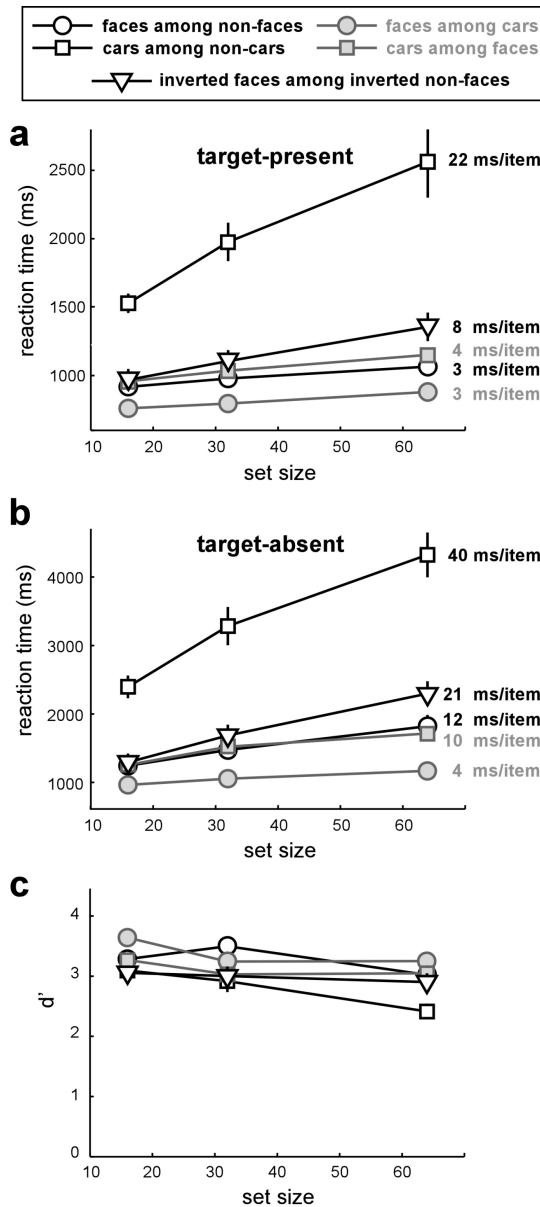 faces among non-faces
faces among cars
cars among non-cars
cars among faces
inverted faces among inverted non-faces
a
target-present
22 ms/item
8 ms/item
4 ms/item
3 ms/item
3 ms/item
reaction time (ms)
2500
2000
1500
1000
10 20 30 40 50 60
set size
b
target-absent
40 ms/item
21 ms/item
12 ms/item
10 ms/item
4 ms/item
reaction time (ms)
4000
3000
2000
1000
10 20 30 40 50 60
set size
c
d'
4
3
2
1
0
10 20 30 40 50 60
set size